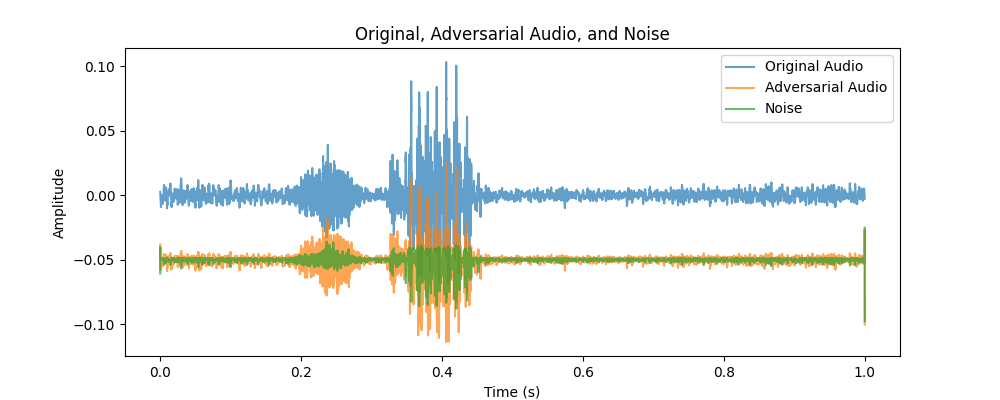 Original, Adversarial Audio, and Noise
Original Audio
Adversarial Audio
Noise
Amplitude
0.10
0.05
0.00
−0.05
−0.10
0.0 0.2 0.4 0.6 0.8 1.0
Time (s)